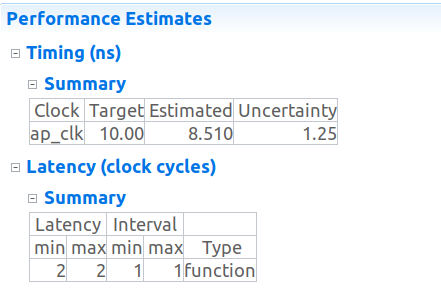 Performance Estimates
Timing (ns)
Summary
Clock Target Estimated Uncertainty
ap_clk 10.00 8.510 1.25
Latency (clock cycles)
Summary
Latency Interval
min max min max Type
2 2 1 1 function